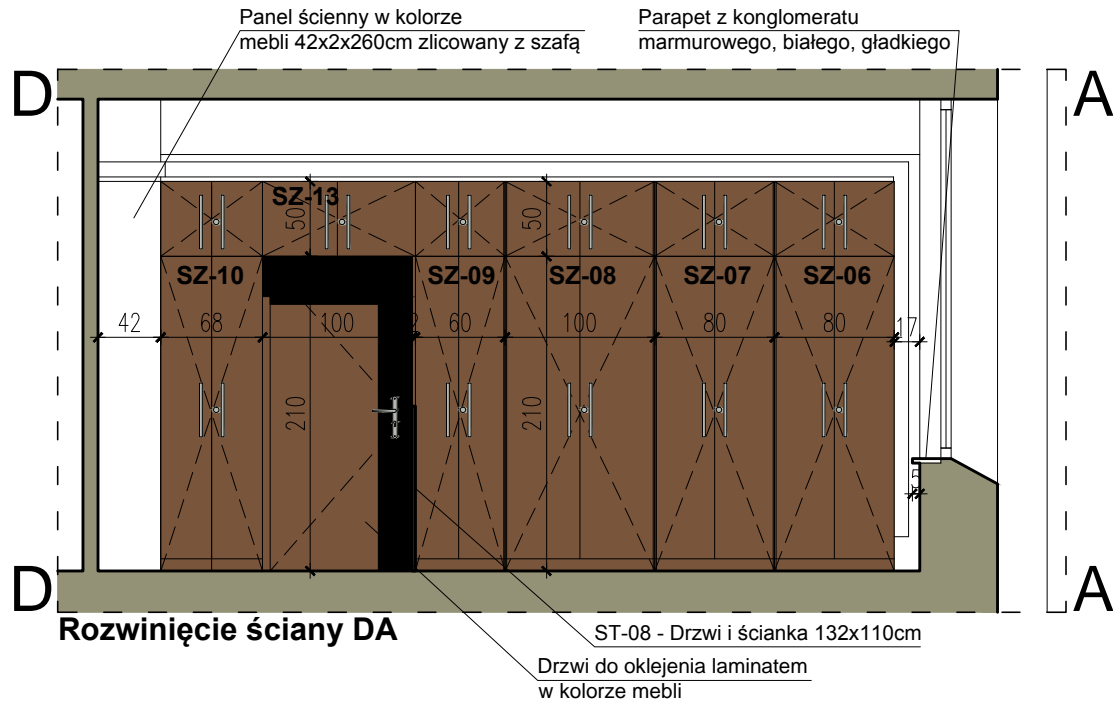 Panel ścienny w kolorze
mebli 42x2x260cm zlicowany z szafą
Parapet z konglomeratu
marmurowego, białego, gładkiego
D
A
SZ-13
50
50
SZ-10
SZ-09
SZ-08
SZ-07
SZ-06
42
68
100
2
60
100
80
80
17
210
210
D
A
Rozwinięcie ściany DA
ST-08 - Drzwi i ścianka 132x110cm
Drzwi do oklejenia laminatem
w kolorze mebli